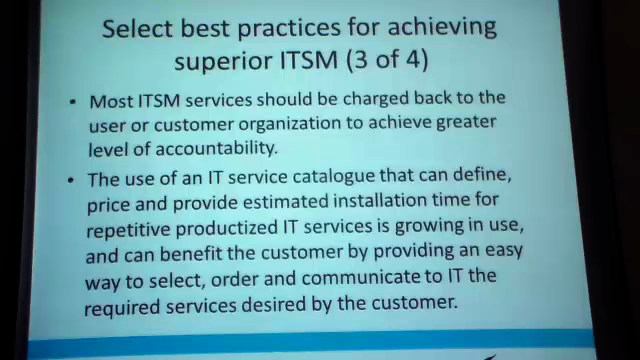 Select best practices for achieving
superior ITSM (3 of 4)
• Most ITSM services should be charged back to the
user or customer organization to achieve greater
level of accountability.
• The use of an IT service catalogue that can define,
price and provide estimated installation time for
repetitive productized IT services is growing in use,
and can benefit the customer by providing an easy
way to select, order and communicate to IT the
required services desired by the customer.